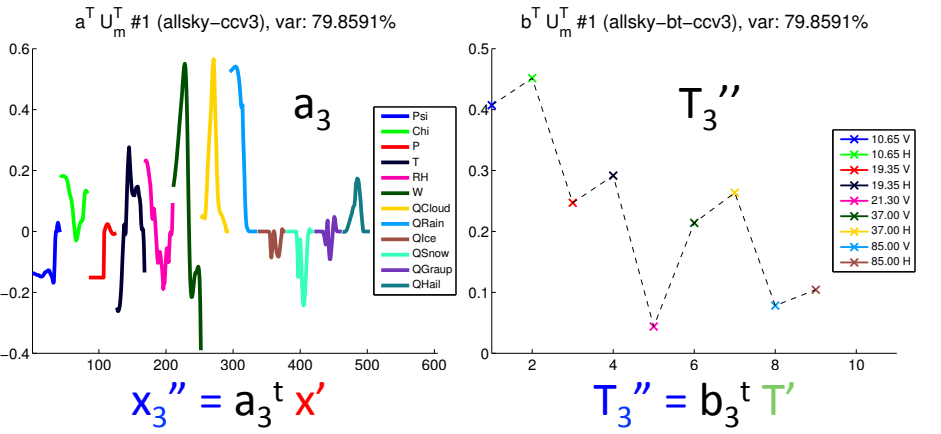 a^T U_m^T #1 (allsky-ccv3), var: 79.8591%
0.6
0.4
0.2
0
−0.2
−0.4
100
200
300
400
500
600
a₃
Psi
Chi
P
T
RH
W
QCloud
QRain
QIce
QSnow
QGraup
QHail
x₃’’ = a₃ᵗ x’
b^T U_m^T #1 (allsky-bt-ccv3), var: 79.8591%
0.5
0.4
0.3
0.2
0.1
0
2
4
6
8
10
T₃’’
10.65 V
10.65 H
19.35 V
19.35 H
21.30 V
37.00 V
37.00 H
85.00 V
85.00 H
T₃’’ = b₃ᵗ T’